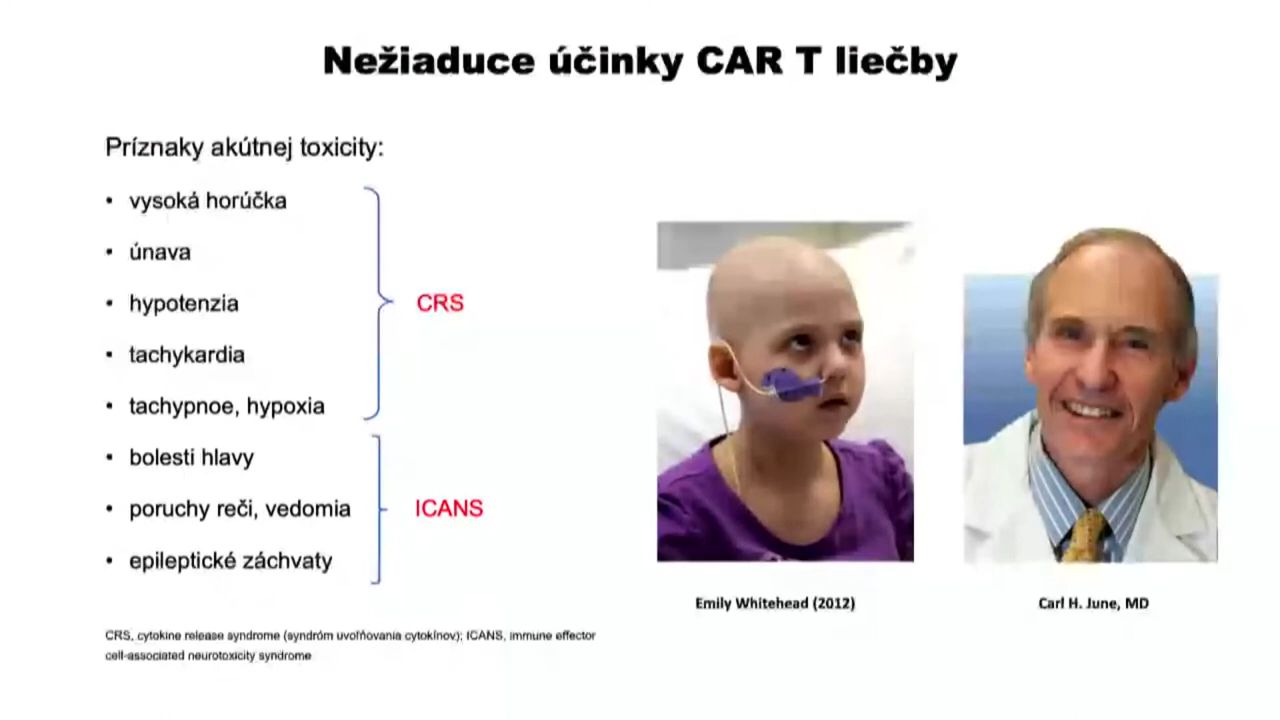 Nežiaduce účinky CAR T liečby
Príznaky akútnej toxicity:
• vysoká horúčka
• únava
• hypotenzia
• tachykardia
• tachypnoe, hypoxia
CRS
• bolesti hlavy
• poruchy reči, vedomia
• epileptické záchvaty
ICANS
Emily Whitehead (2012)
Carl H. June, MD
CRS, cytokine release syndrome (syndróm uvoľňovania cytokínov); ICANS, immune effector
cell-associated neurotoxicity syndrome